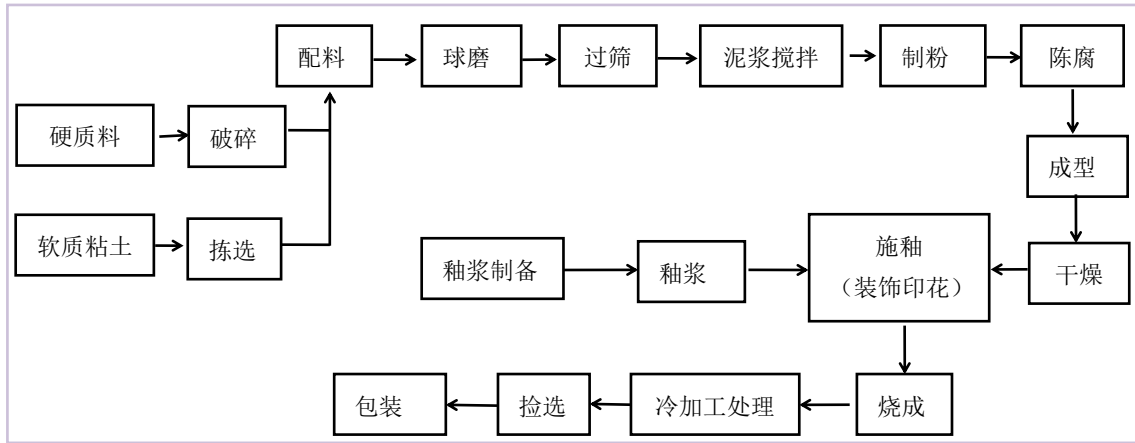 配料
球磨
过筛
泥浆搅拌
制粉
陈腐
硬质料
破碎
成型
软质粘土
拣选
釉浆制备
釉浆
施釉
（装饰印花）
干燥
包装
捡选
冷加工处理
烧成